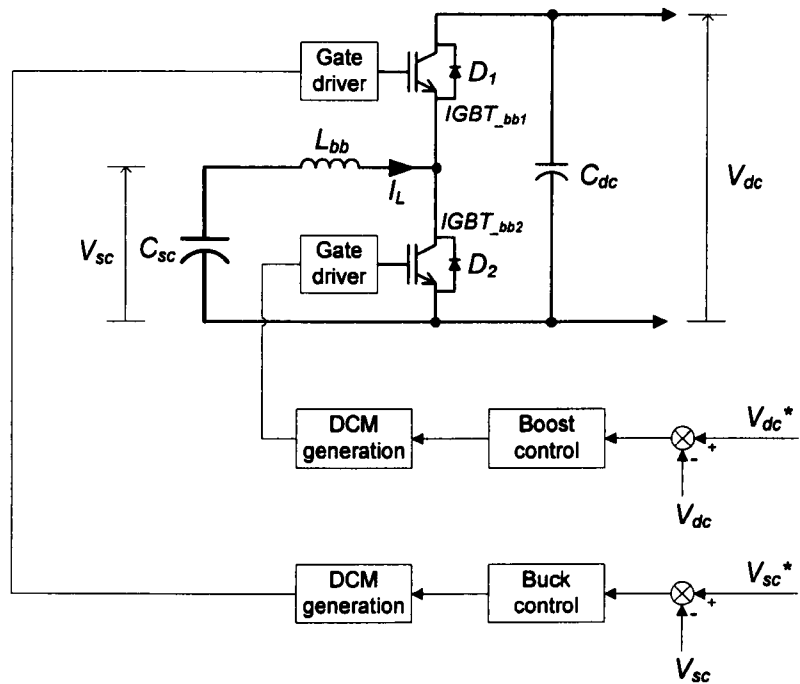 Gate
driver
D1
IGBT_bb1
Lbb
IL
Cdc
Vdc
Vsc
Csc
IGBT_bb2
Gate
driver
D2
DCM
generation
Boost
control
Vdc*
+
-
Vdc
DCM
generation
Buck
control
Vsc*
+
-
Vsc